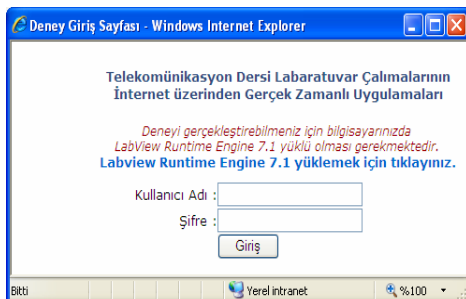 Deney Giriş Sayfası - Windows Internet Explorer
Telekomünikasyon Dersi Labaratuvar Çalımalarının
İnternet üzerinden Gerçek Zamanlı Uygulamaları
Deneyi gerçekleştirebilmeniz için bilgisayarınızda
LabView Runtime Engine 7.1 yüklü olması gerekmektedir.
Labview Runtime Engine 7.1 yüklemek için tıklayınız.
Kullanıcı Adı :
Şifre :
Giriş
Bitti Yerel intranet %100